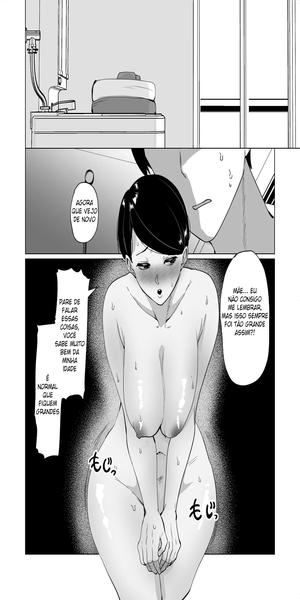 AGORA
QUE VEJO
DE NOVO
MÃE... EU
NÃO CONSIGO
ME LEMBRAR,
MAS ISSO SEMPRE
FOI TÃO GRANDE
ASSIM?!
PARE DE
FALAR
ESSAS
COISAS,
VOCÊ
SABE MUITO
BEM DA
MINHA
IDADE
É
NORMAL
QUE
FIQUEM
GRANDES
もじっ
もじっ